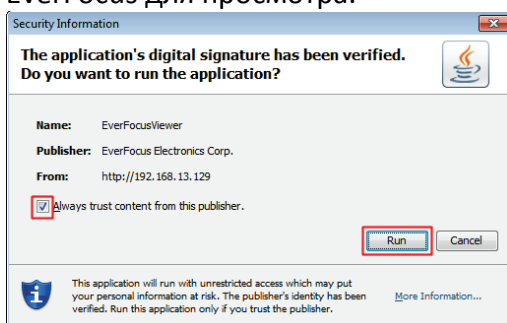 EverFocus для просмотра.
Security Information
The application's digital signature has been verified.
Do you want to run the application?
Name: EverFocusViewer
Publisher: EverFocus Electronics Corp.
From: http://192.168.13.129
Always trust content from this publisher.
Run Cancel
This application will run with unrestricted access which may put
your personal information at risk. The publisher's identity has been
verified. Run this application only if you trust the publisher.
More Information...